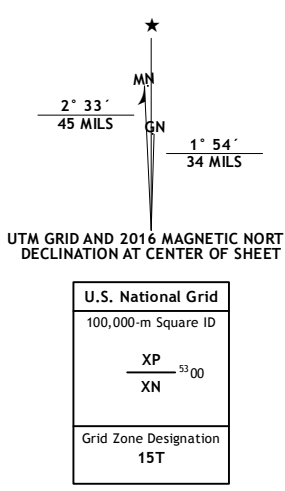 ★
MN
2° 33´
45 MILS
GN
1° 54´
34 MILS
UTM GRID AND 2016 MAGNETIC NORT
DECLINATION AT CENTER OF SHEET
U.S. National Grid
100,000-m Square ID
XP
5300
XN
Grid Zone Designation
15T